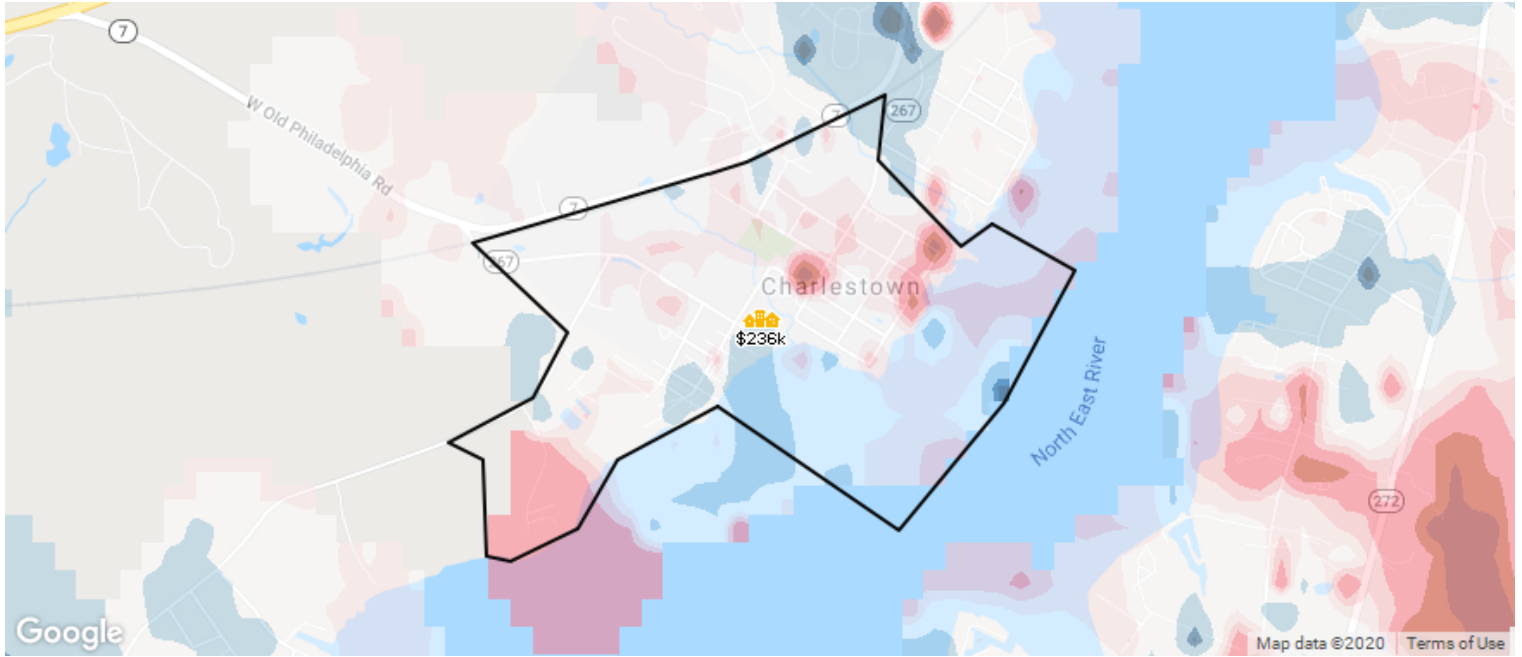 7
W Old Philadelphia Rd
7
267
7
267
Charlestown
$236k
North East River
272
Google
Map data ©2020
Terms of Use